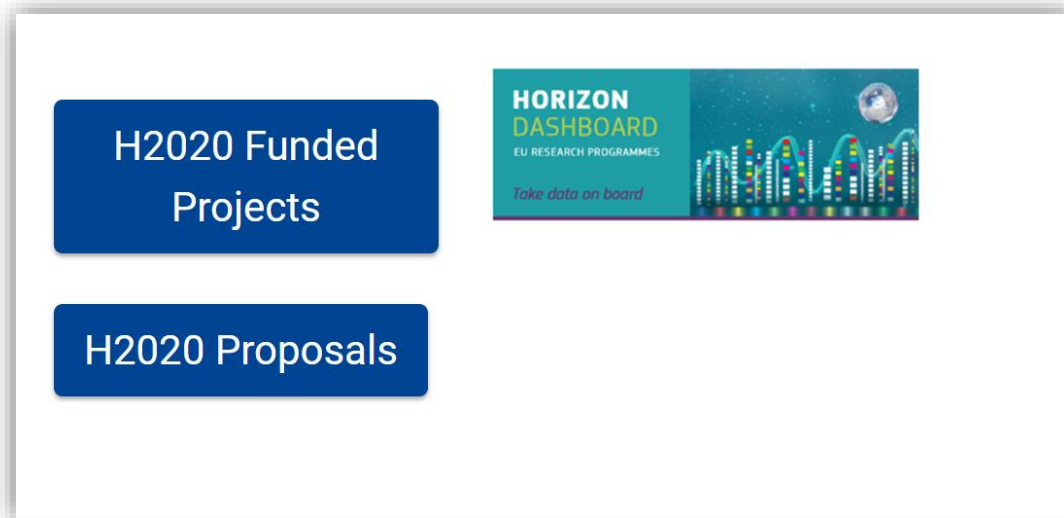 H2020 Funded
Projects
HORIZON
DASHBOARD
EU RESEARCH PROGRAMMES
Take data on board
H2020 Proposals